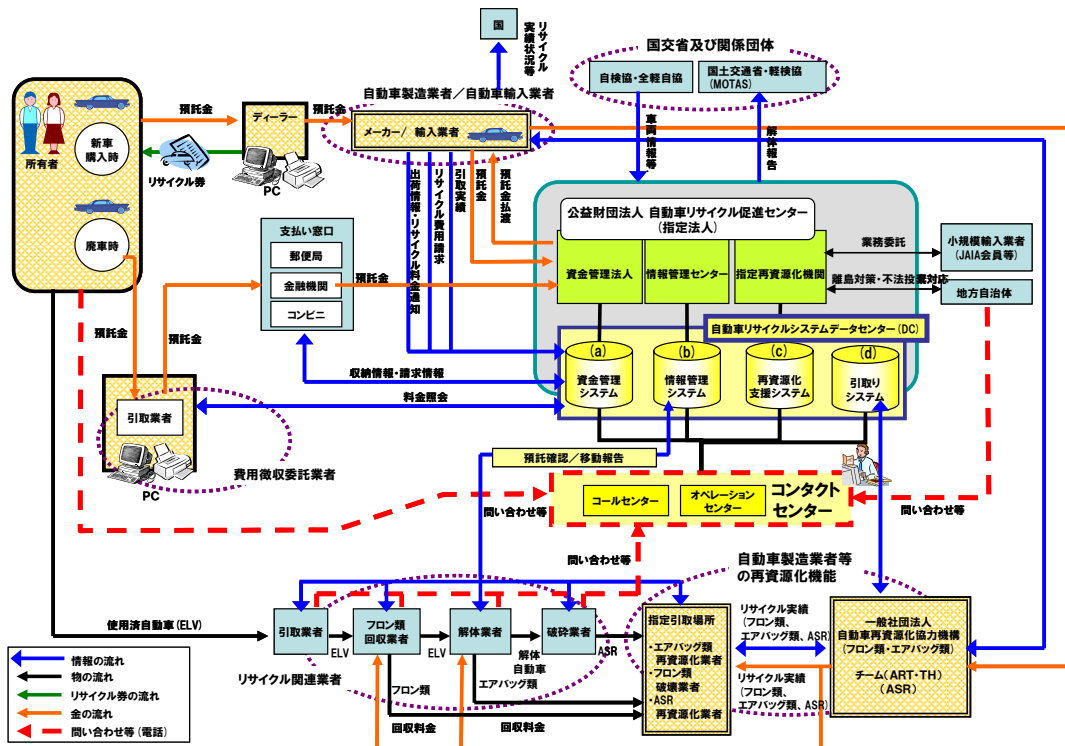 国
リサイクル
実績状況等
国交省及び関係団体
自検協・全軽自協
国土交通省・軽検協
(MOTAS)
自動車製造業者／自動車輸入業者
預託金
ディーラー
預託金
メーカー/ 輸入業者
所有者
新車
購入時
リサイクル券
PC
廃車時
車両情報等
解体報告
出荷情報・リサイクル料金通知
リサイクル費用請求
引取実績
預託金
預託金払渡
公益財団法人 自動車リサイクル促進センター
(指定法人)
資金管理法人
情報管理センター
指定再資源化機関
業務委託
小規模輸入業者
(JAIA会員等)
離島対策・不法投棄対応
地方自治体
支払い窓口
郵便局
金融機関
コンビニ
預託金
自動車リサイクルシステムデータセンター(DC)
(a)
資金管理
システム
(b)
情報管理
システム
(c)
再資源化
支援システム
(d)
引取り
システム
預託金
預託金
収納情報・請求情報
料金照会
引取業者
PC
費用徴収委託業者
預託確認／移動報告
コールセンター
オペレーション
センター
コンタクト
センター
問い合わせ等
問い合わせ等
問い合わせ等
自動車製造業者等
の再資源化機能
使用済自動車(ELV)
引取業者
ELV
フロン類
回収業者
ELV
解体業者
解体
自動車
破砕業者
ASR
リサイクル関連業者
エアバッグ類
フロン類
回収料金
回収料金
指定引取場所
・エアバッグ類
再資源化業者
・フロン類
破壊業者
・ASR
再資源化業者
リサイクル実績
(フロン類、
エアバッグ類、ASR)
リサイクル実績
(フロン類、
エアバッグ類、ASR)
一般社団法人
自動車再資源化協力機構
(フロン類・エアバッグ類)
チーム(ART・TH)
(ASR)
情報の流れ
物の流れ
リサイクル券の流れ
金の流れ
問い合わせ等（電話）